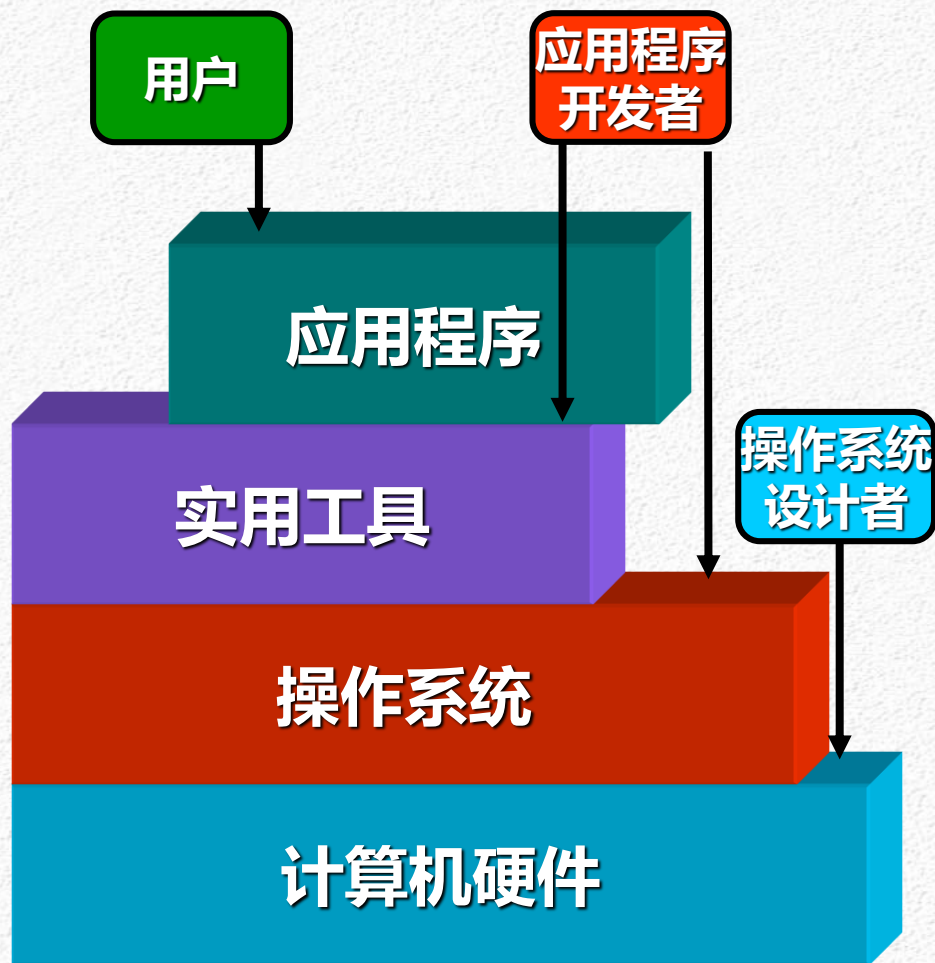 用户
应用程序
开发者
应用程序
操作系统
设计者
实用工具
操作系统
计算机硬件